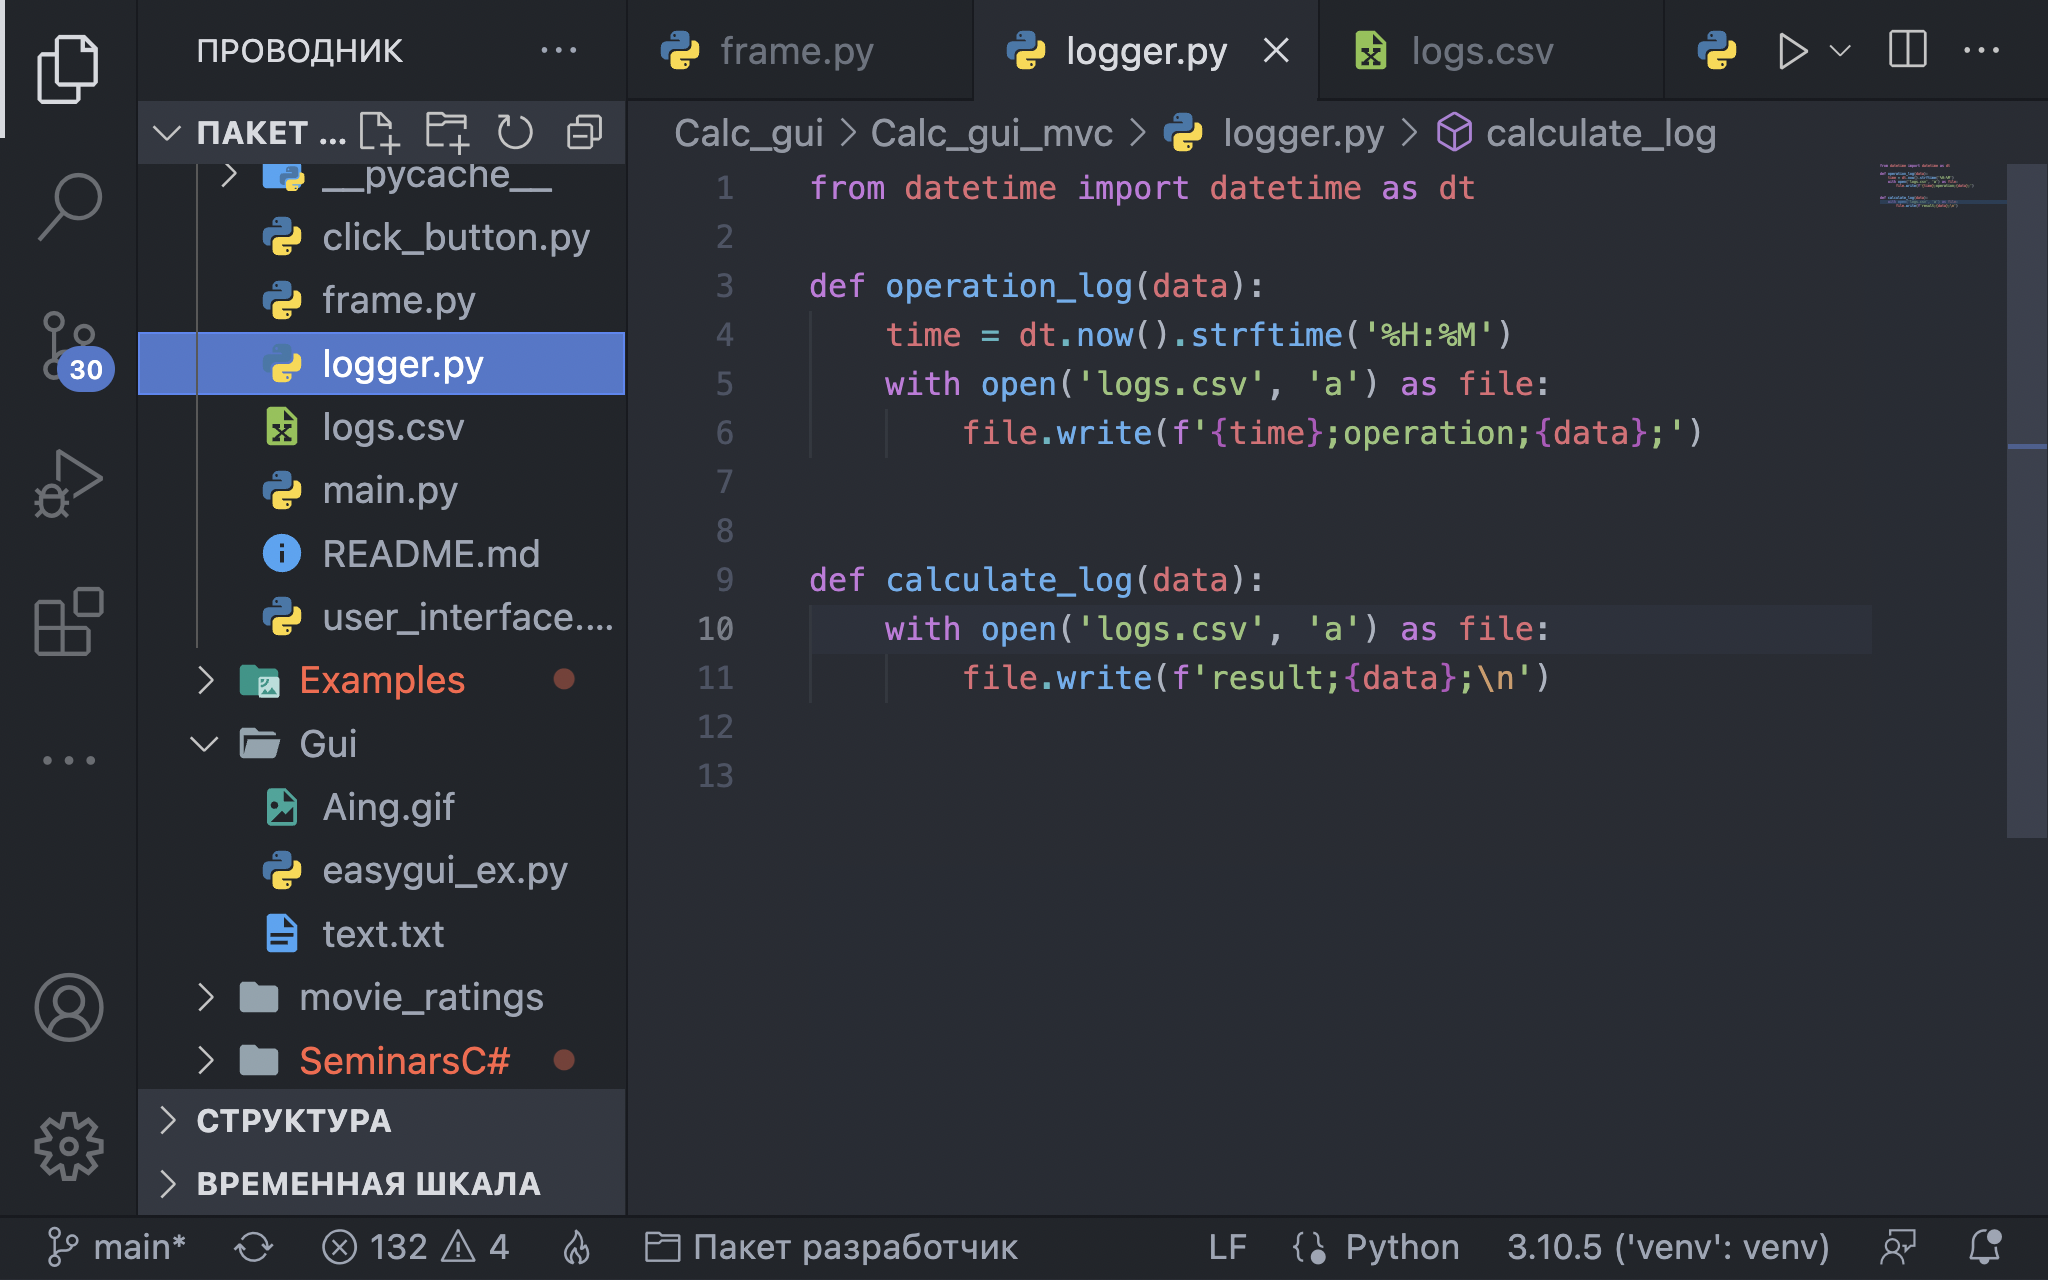 ПРОВОДНИК
frame.py
logger.py
logs.csv
ПАКЕТ ...
Calc_gui > Calc_gui_mvc > logger.py > calculate_log
__pycache__
click_button.py
frame.py
logger.py
logs.csv
main.py
README.md
user_interface....
Examples
Gui
Aing.gif
easygui_ex.py
text.txt
movie_ratings
SeminarsC#
СТРУКТУРА
ВРЕМЕННАЯ ШКАЛА
30
1 from datetime import datetime as dt
2
3 def operation_log(data):
4     time = dt.now().strftime('%H:%M')
5     with open('logs.csv', 'a') as file:
6         file.write(f'{time};operation;{data};')
7
8
9 def calculate_log(data):
10     with open('logs.csv', 'a') as file:
11         file.write(f'result;{data};\n')
12
13
main* 132 4 Пакет разработчик LF Python 3.10.5 ('venv': venv)